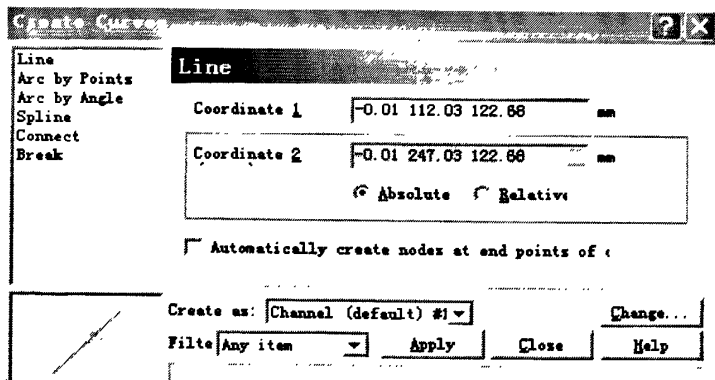 Create Curves
Line
Arc by Points
Arc by Angle
Spline
Connect
Break
Line
Coordinate 1 -0.01 112.03 122.68 mm
Coordinate 2 -0.01 247.03 122.68 mm
Absolute Relative
Automatically create nodes at end points of c
Create as: Channel (default) #1 Change...
Filte Any item Apply Close Help